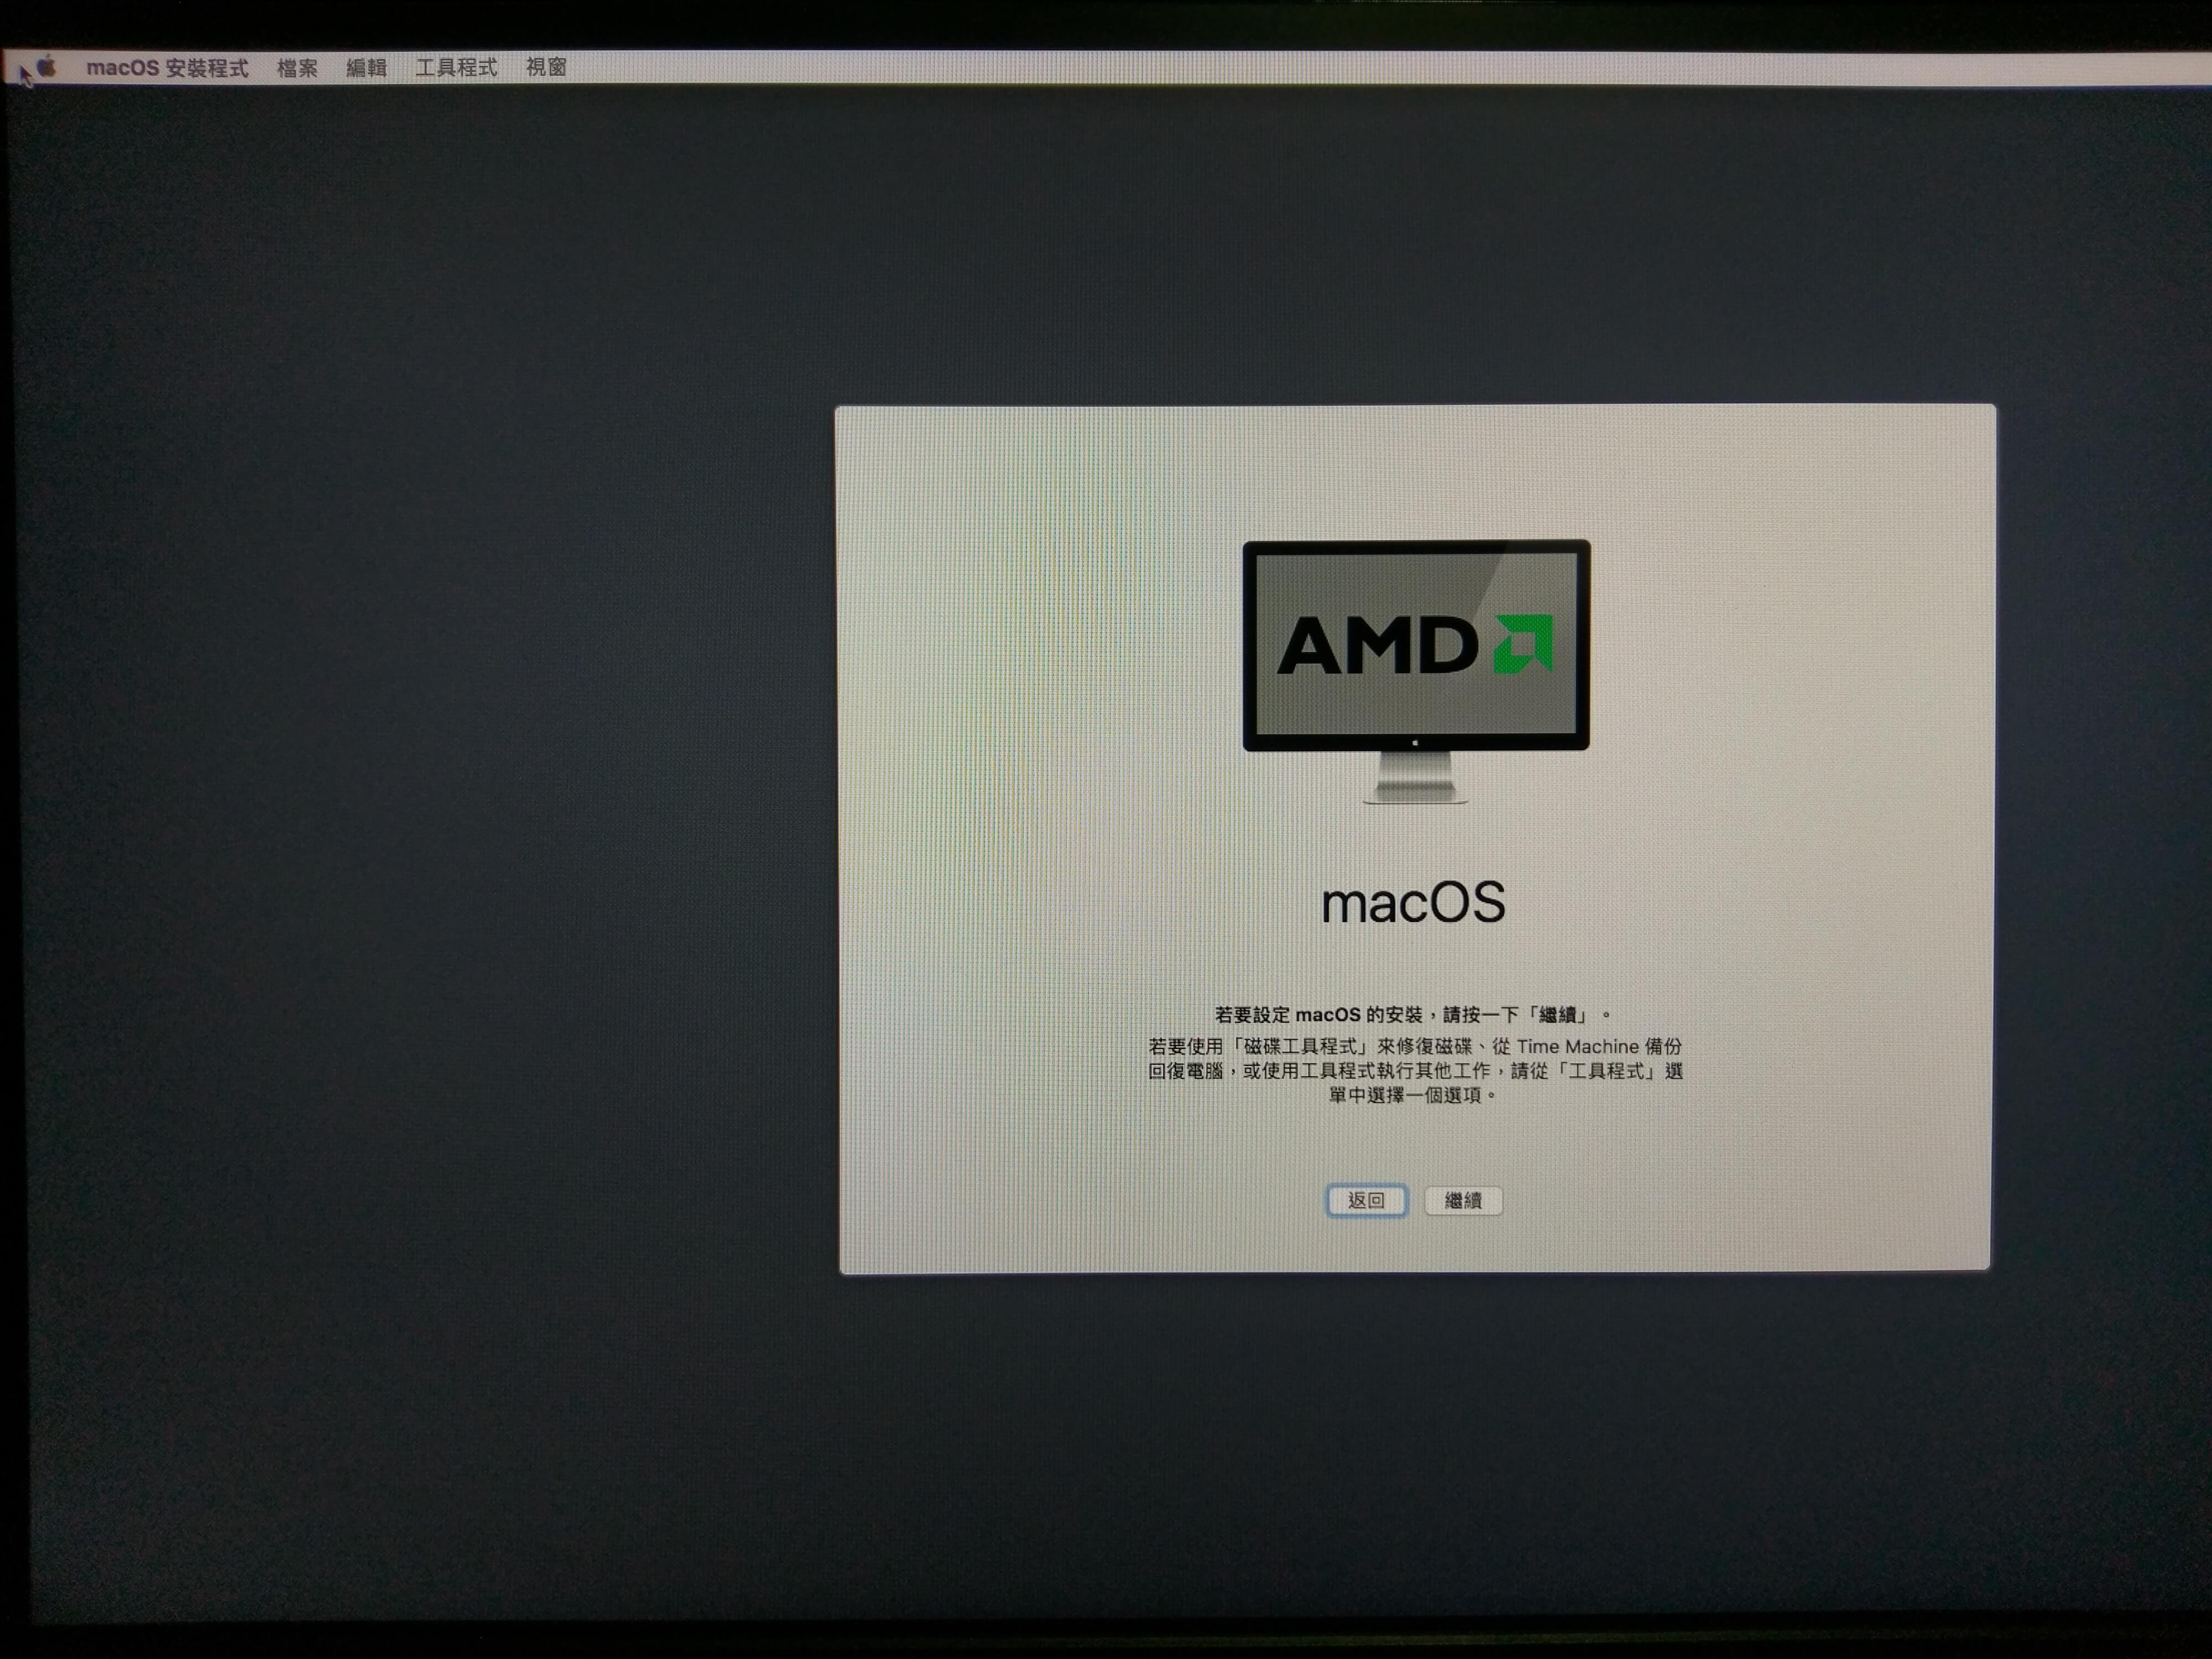 macOS 安裝程式 檔案 編輯 工具程式 視窗
AMD
macOS
若要設定 macOS 的安裝，請按一下「繼續」。
若要使用「磁碟工具程式」來修復磁碟、從 Time Machine 備份
回復電腦，或使用工具程式執行其他工作，請從「工具程式」選
單中選擇一個選項。
返回 繼續